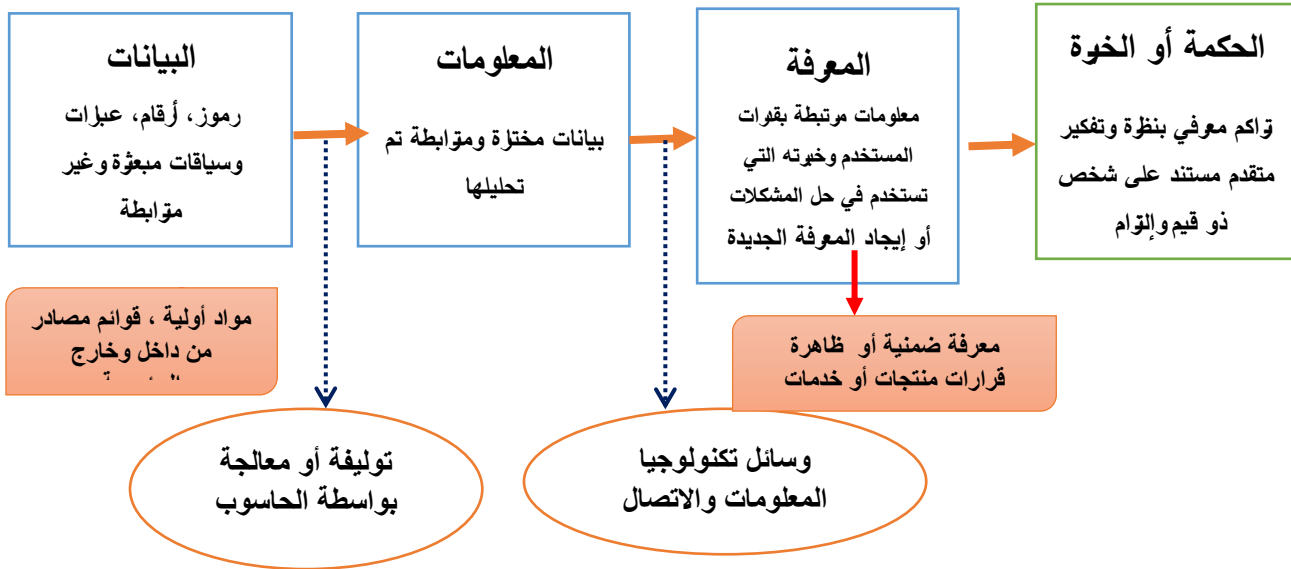 البيانات
رموز، أرقام، عبارات
وسياقات مبعثرة وغير
مترابطة
المعلومات
بيانات مختارة ومترابطة تم
تحليلها
المعرفة
معلومات مرتبطة بقدرات
المستخدم وخبرته التي
تستخدم في حل المشكلات
أو إيجاد المعرفة الجديدة
الحكمة أو الخبرة
تراكم معرفي بنظرة وتفكير
متقدم مستند على شخص
ذو قيم وإلتزام
مواد أولية ، قوائم مصادر
من داخل وخارج
معرفة ضمنية أو ظاهرة
قرارات منتجات أو خدمات
توليفة أو معالجة
بواسطة الحاسوب
وسائل تكنولوجيا
المعلومات والاتصال